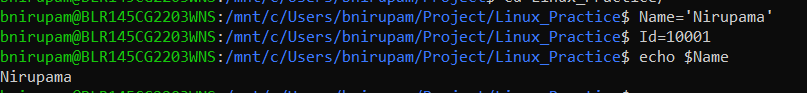 bnirupam@BLR145CG2203WNS:/mnt/c/Users/bnirupam/Project/Linux_Practice$ Name='Nirupama'
bnirupam@BLR145CG2203WNS:/mnt/c/Users/bnirupam/Project/Linux_Practice$ Id=10001
bnirupam@BLR145CG2203WNS:/mnt/c/Users/bnirupam/Project/Linux_Practice$ echo $Name
Nirupama